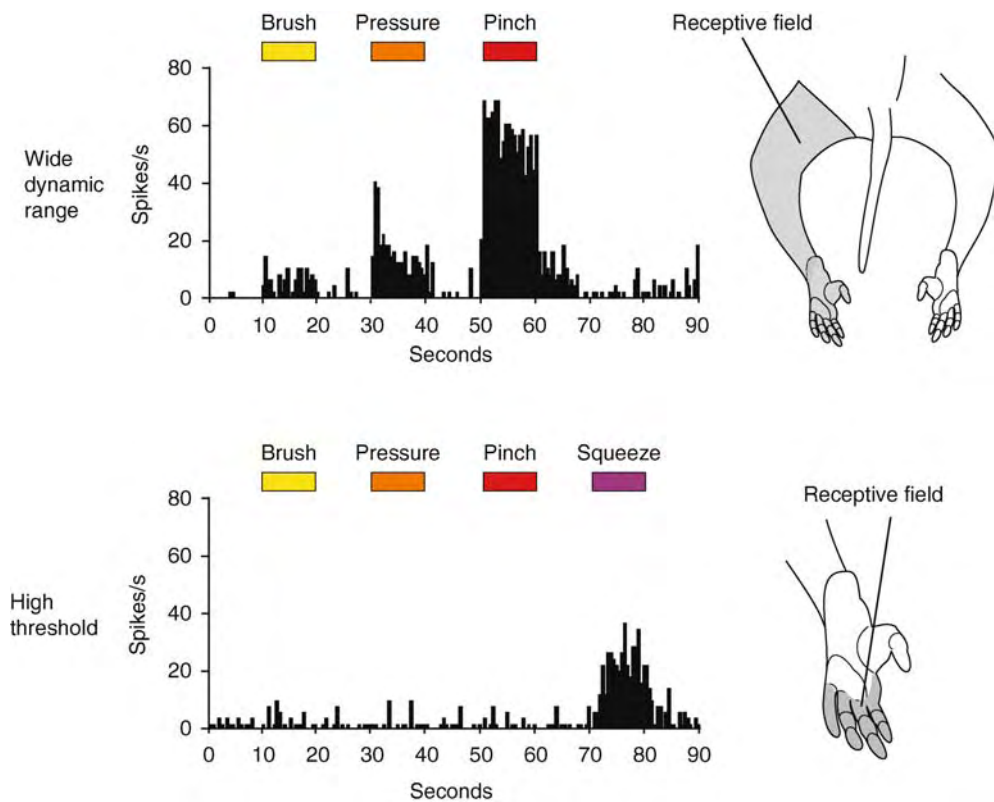 Brush Pressure Pinch
Receptive field
Wide
dynamic
range
Spikes/s
80
60
40
20
0
0 10 20 30 40 50 60 70 80 90
Seconds
Brush Pressure Pinch Squeeze
Receptive field
High
threshold
Spikes/s
80
60
40
20
0
0 10 20 30 40 50 60 70 80 90
Seconds